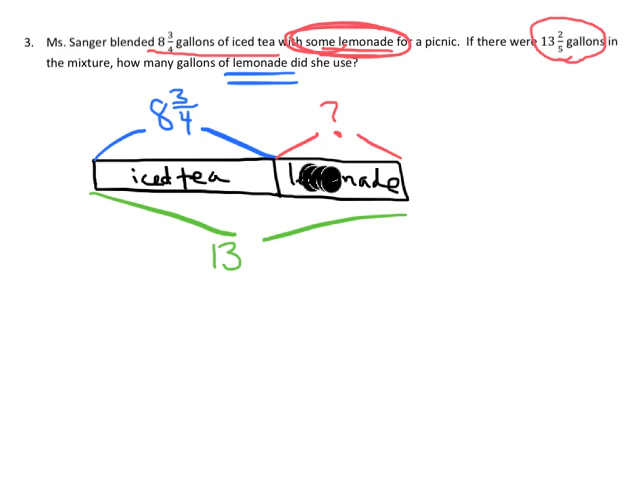 3. Ms. Sanger blended 8 3/4 gallons of iced tea with some lemonade for a picnic. If there were 13 2/5 gallons in
the mixture, how many gallons of lemonade did she use?
8 3/4 ?
iced tea lemonade
13